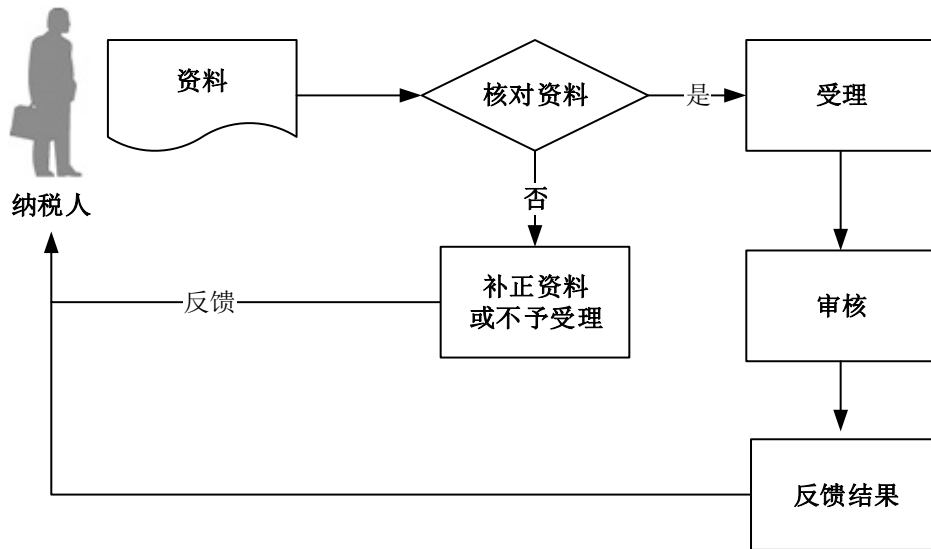 资料
核对资料
是
受理
纳税人
否
反馈
补正资料
或不予受理
审核
反馈结果